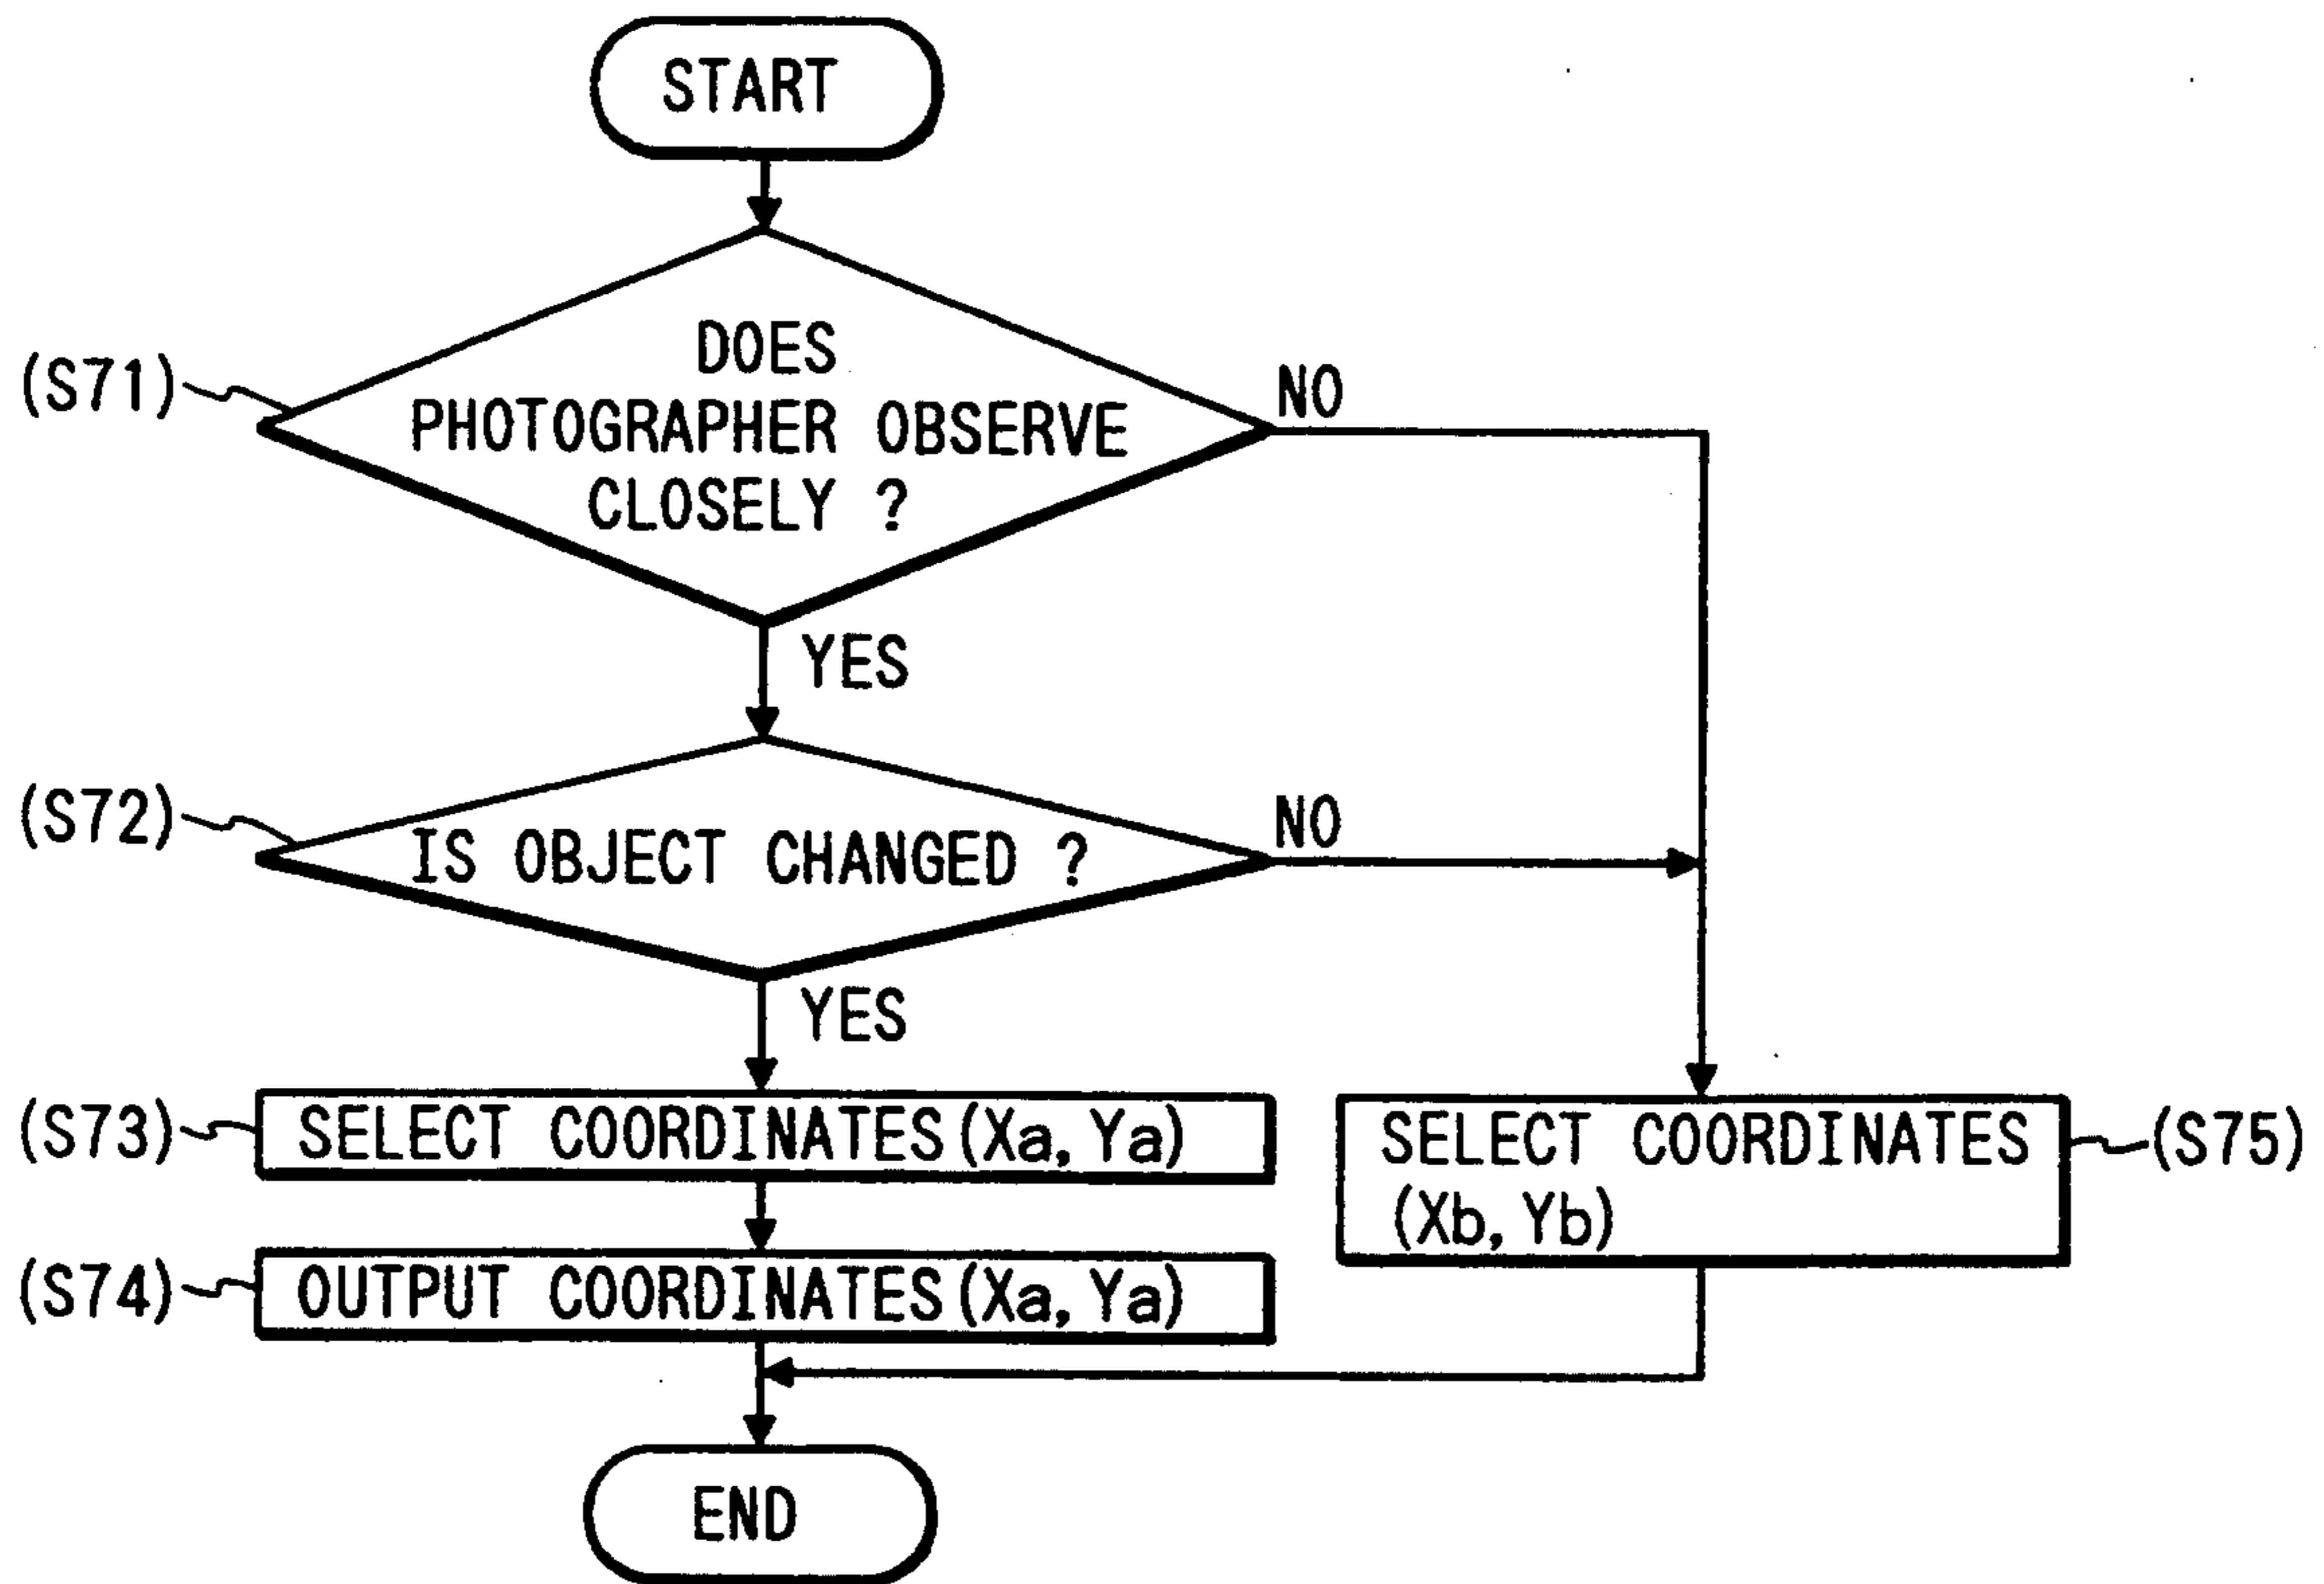 START
(S71)
DOES
PHOTOGRAPHER OBSERVE
CLOSELY ?
NO
YES
(S72)
IS OBJECT CHANGED ?
NO
YES
(S73)
SELECT COORDINATES(Xa, Ya)
SELECT COORDINATES
(Xb, Yb)
(S75)
(S74)
OUTPUT COORDINATES(Xa, Ya)
END